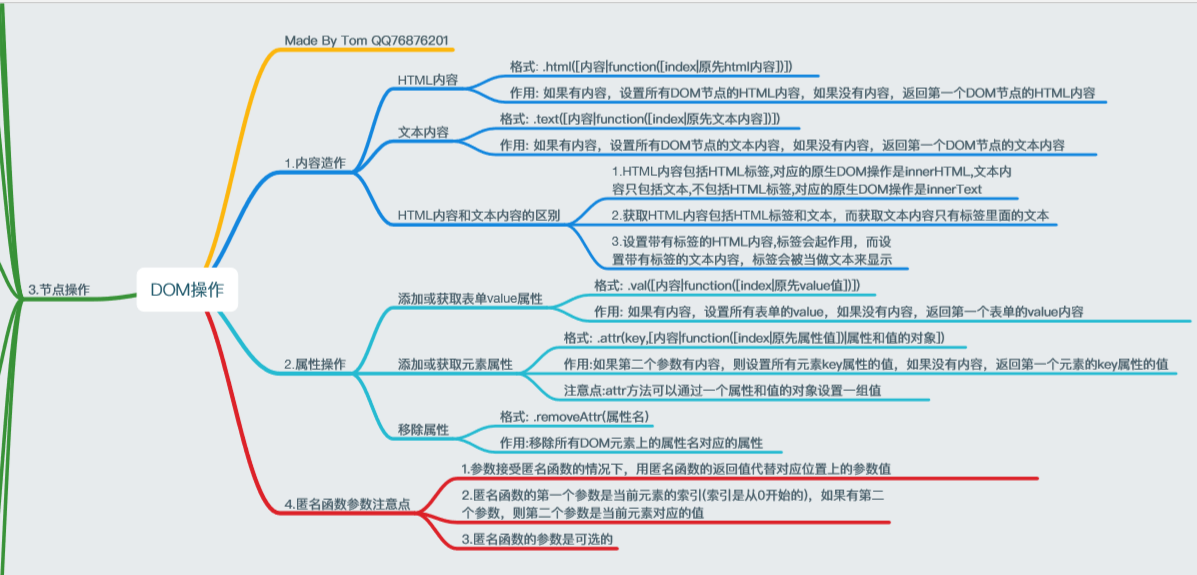 Made By Tom QQ76876201
格式: .html([内容|function([index|原先html内容])])
HTML内容
作用: 如果有内容，设置所有DOM节点的HTML内容，如果没有内容，返回第一个DOM节点的HTML内容
格式: .text([内容|function([index|原先文本内容])])
文本内容
作用: 如果有内容，设置所有DOM节点的文本内容，如果没有内容，返回第一个DOM节点的文本内容
1.内容造作
1.HTML内容包括HTML标签,对应的原生DOM操作是innerHTML,文本内
容只包括文本,不包括HTML标签,对应的原生DOM操作是innerText
HTML内容和文本内容的区别
2.获取HTML内容包括HTML标签和文本，而获取文本内容只有标签里面的文本
3.设置带有标签的HTML内容,标签会起作用，而设
置带有标签的文本内容，标签会被当做文本来显示
3.节点操作
DOM操作
格式: .val([内容|function([index|原先value值])])
添加或获取表单value属性
作用: 如果有内容，设置所有表单的value，如果没有内容，返回第一个表单的value内容
格式: .attr(key,[内容|function([index|原先属性值])|属性和值的对象])
2.属性操作
添加或获取元素属性
作用:如果第二个参数有内容，则设置所有元素key属性的值，如果没有内容，返回第一个元素的key属性的值
注意点:attr方法可以通过一个属性和值的对象设置一组值
格式: .removeAttr(属性名)
移除属性
作用:移除所有DOM元素上的属性名对应的属性
1.参数接受匿名函数的情况下，用匿名函数的返回值代替对应位置上的参数值
4.匿名函数参数注意点
2.匿名函数的第一个参数是当前元素的索引(索引是从0开始的)，如果有第二
个参数，则第二个参数是当前元素对应的值
3.匿名函数的参数是可选的